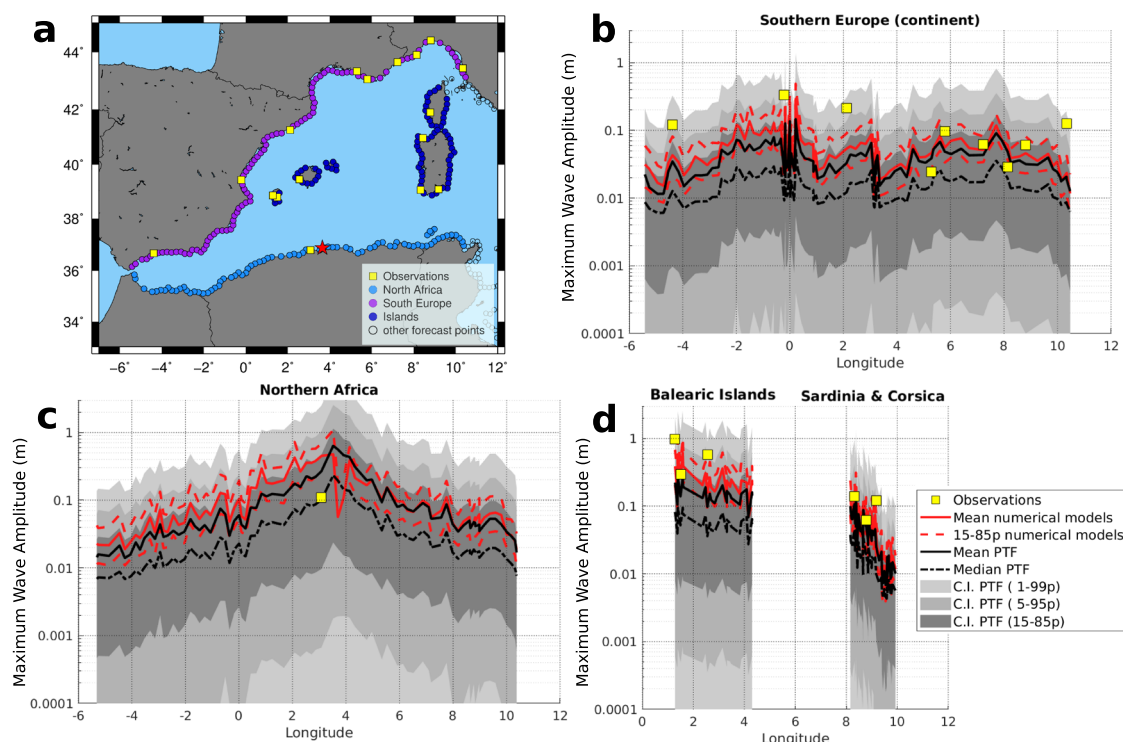 a
44˚
42˚
40˚
38˚
36˚
34˚
−6˚ −4˚ −2˚ 0˚ 2˚ 4˚ 6˚ 8˚ 10˚ 12˚
Observations
North Africa
South Europe
Islands
other forecast points
b
Southern Europe (continent)
Maximum Wave Amplitude (m)
1
0.1
0.01
0.001
0.0001
-6 -4 -2 0 2 4 6 8 10 12
Longitude
c
Northern Africa
Maximum Wave Amplitude (m)
1
0.1
0.01
0.001
0.0001
-6 -4 -2 0 2 4 6 8 10 12
Longitude
d
Balearic Islands Sardinia & Corsica
Maximum Wave Amplitude (m)
1
0.1
0.01
0.001
0.0001
0 2 4 6 8 10 12
Longitude
Observations
Mean numerical models
15-85p numerical models
Mean PTF
Median PTF
C.I. PTF ( 1-99p)
C.I. PTF ( 5-95p)
C.I. PTF (15-85p)